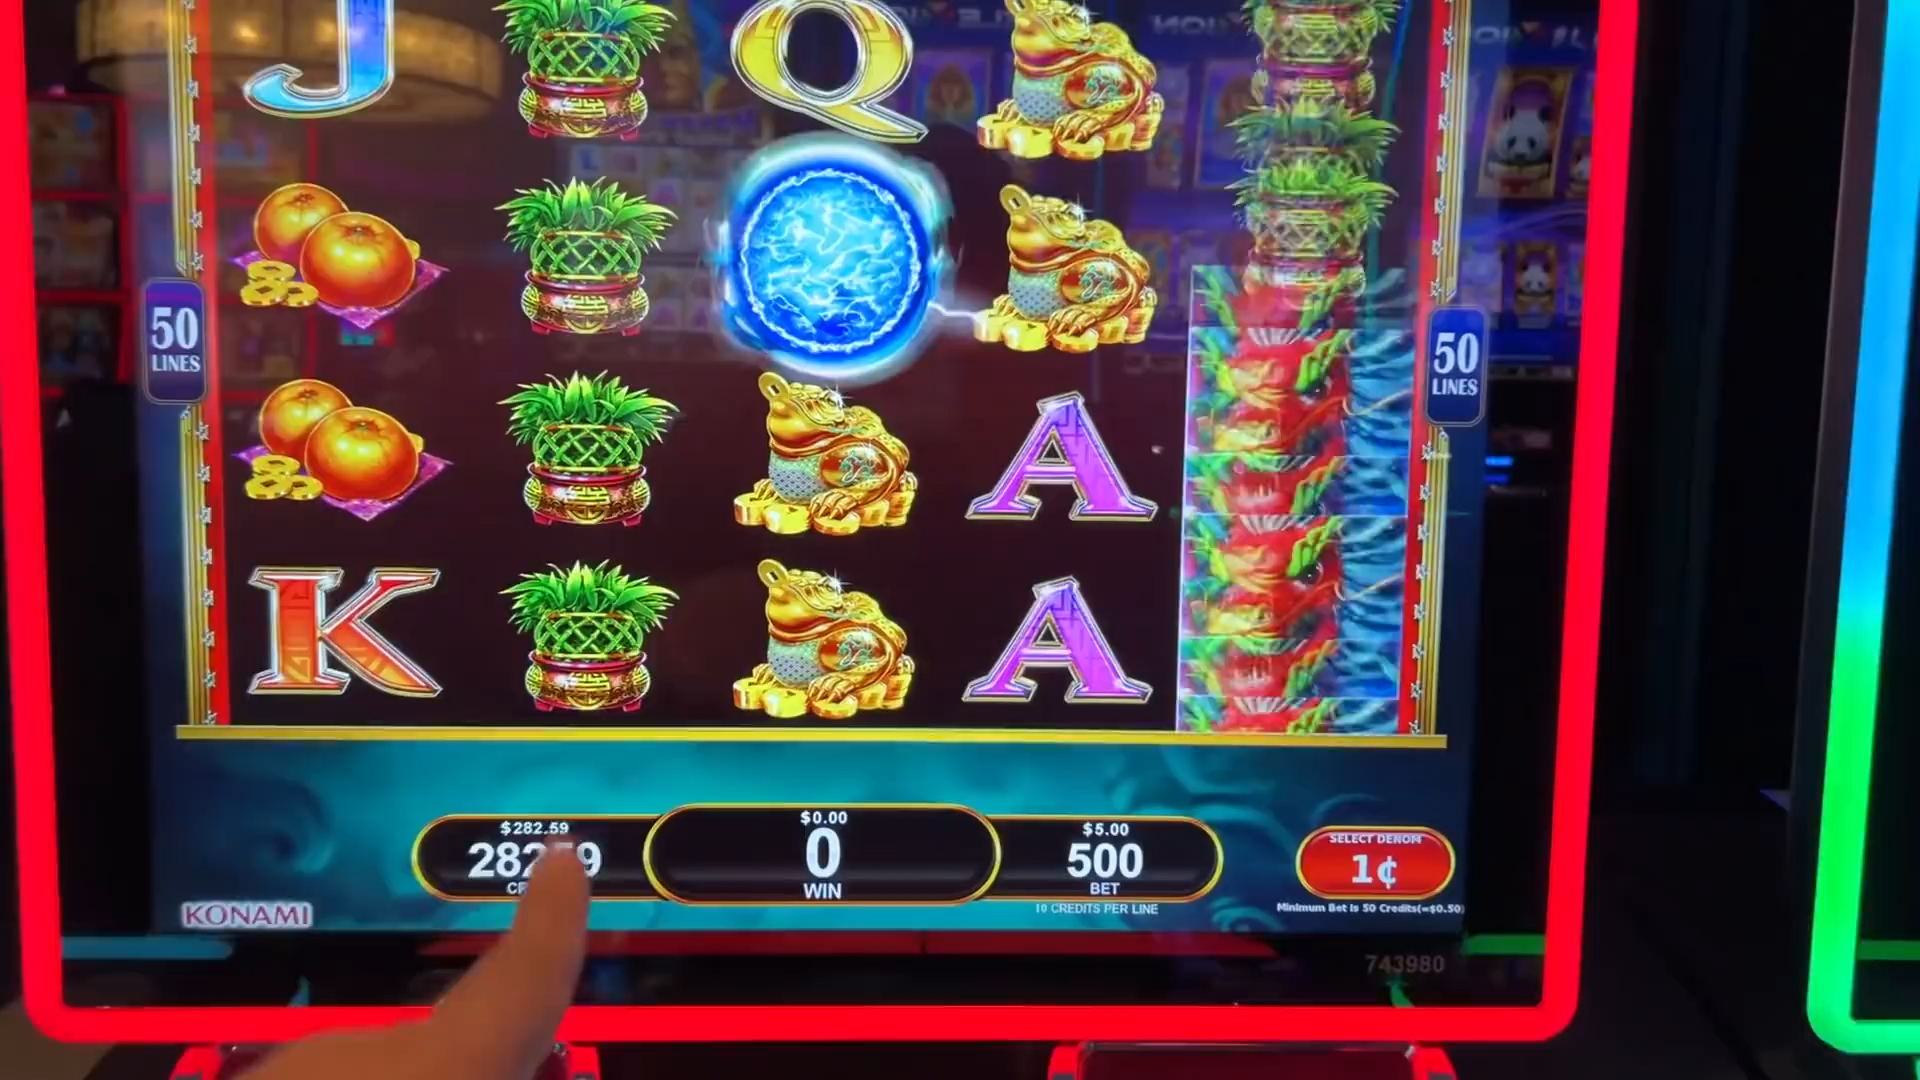 J
Q
50
LINES
50
LINES
A
K
A
$282.59
$0.00
0
WIN
$5.00
500
BET
10 CREDITS PER LINE
SELECT DENOM
1¢
Minimum Bet is 50 Credits(=$0.50)
KONAMI
743980